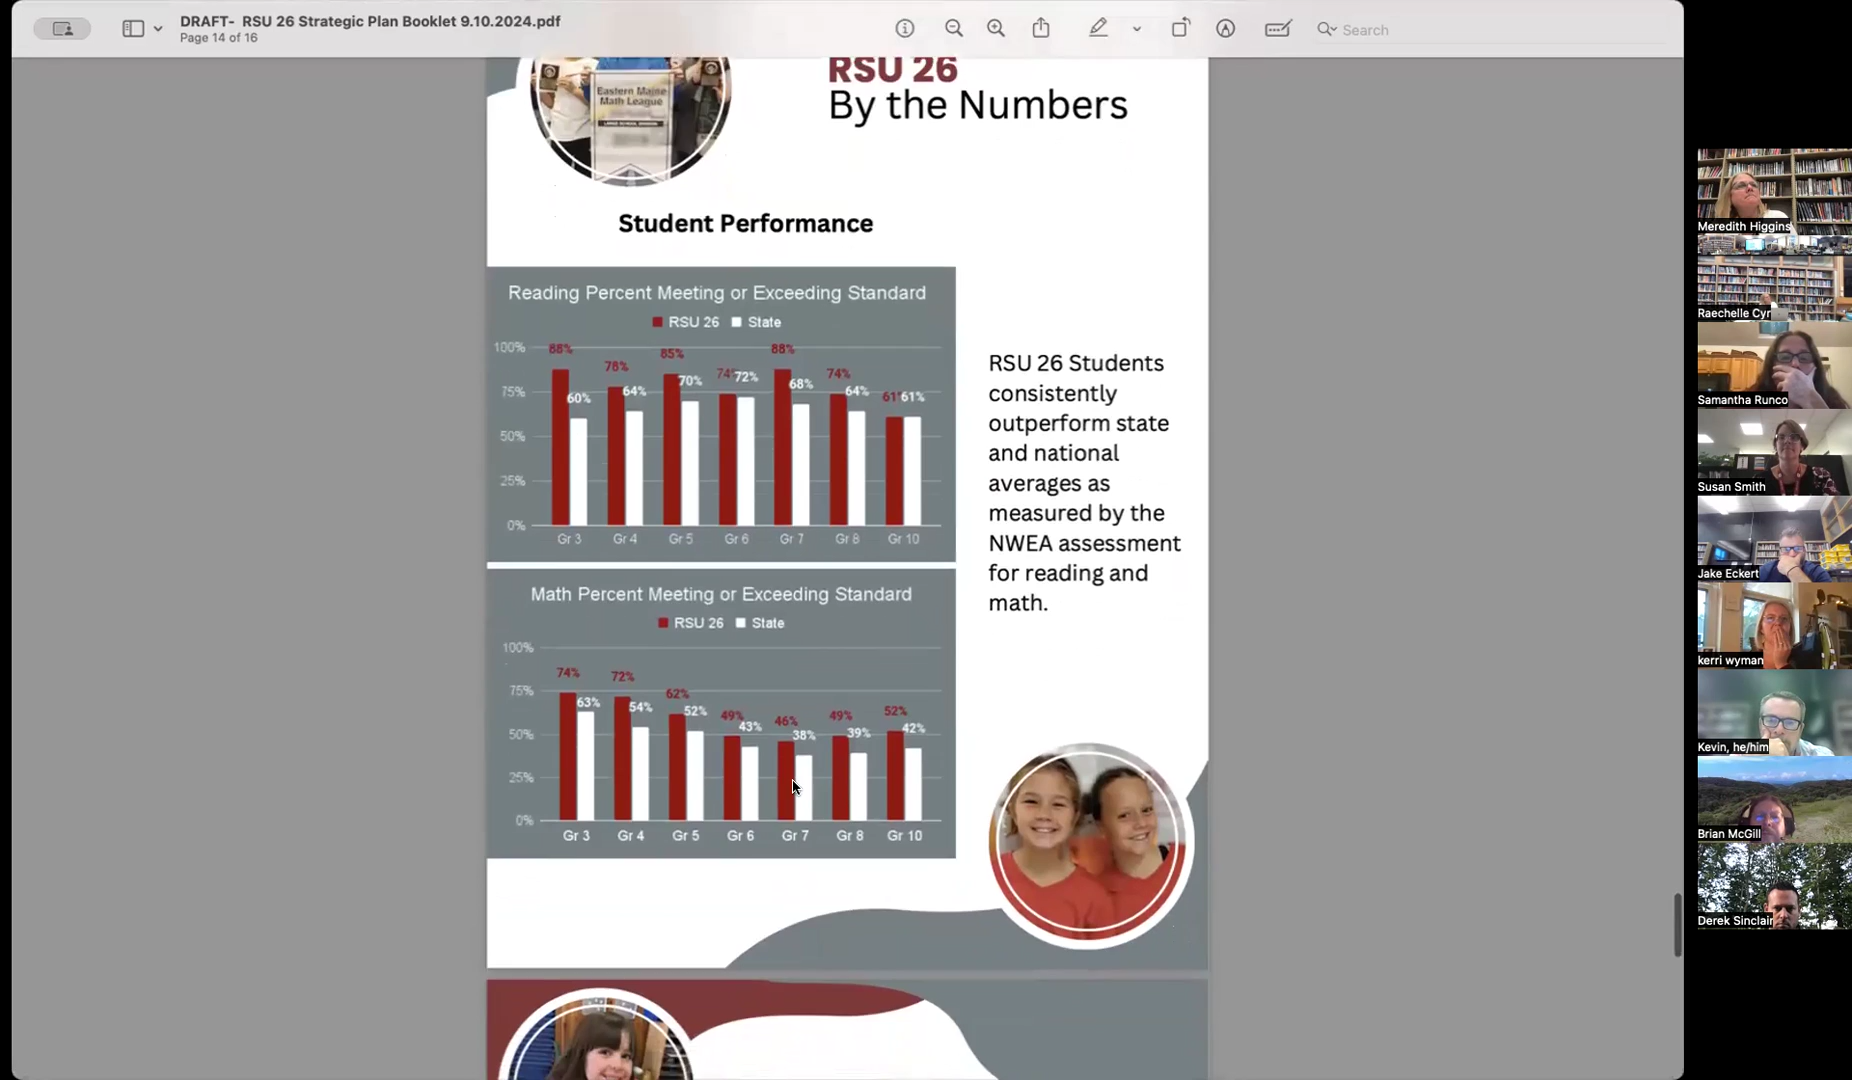 DRAFT-  RSU 26 Strategic Plan Booklet 9.10.2024.pdf
Page 14 of 16
Search
Eastern Maine
Math League
RSU 26
By the Numbers
Student Performance
Reading Percent Meeting or Exceeding Standard
RSU 26 State
100%
75%
50%
25%
0%
88% 60% 78% 64% 85% 70% 74% 72% 88% 68% 74% 64% 61% 61%
Gr 3 Gr 4 Gr 5 Gr 6 Gr 7 Gr 8 Gr 10
Math Percent Meeting or Exceeding Standard
RSU 26 State
100%
75%
50%
25%
0%
74% 63% 72% 54% 62% 52% 49% 43% 46% 38% 49% 39% 52% 42%
Gr 3 Gr 4 Gr 5 Gr 6 Gr 7 Gr 8 Gr 10
RSU 26 Students
consistently
outperform state
and national
averages as
measured by the
NWEA assessment
for reading and
math.
Meredith Higgins
Raechelle Cyr
Samantha Runco
Susan Smith
Jake Eckert
kerri wyman
Kevin, he/him
Brian McGill
Derek Sinclair